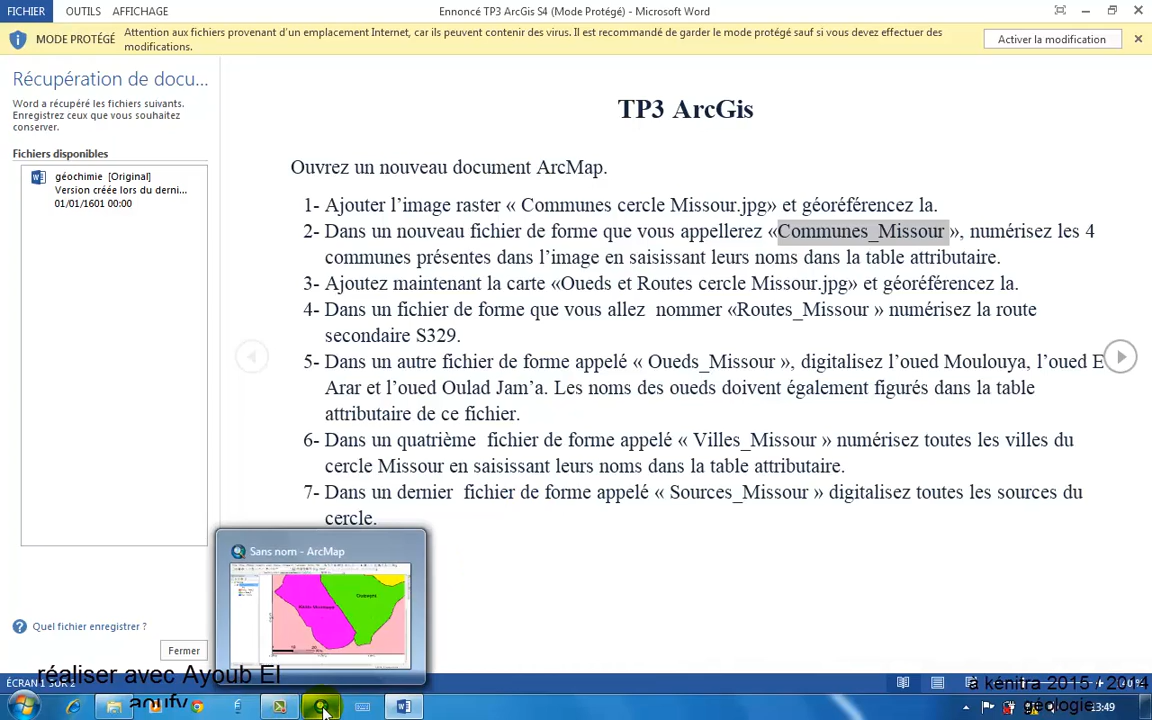 FICHIER OUTILS AFFICHAGE Ennoncé TP3 ArcGis S4 (Mode Protégé) - Microsoft Word
MODE PROTÉGÉ Attention aux fichiers provenant d'un emplacement Internet, car ils peuvent contenir des virus. Il est recommandé de garder le mode protégé sauf si vous devez effectuer des
modifications.
Activer la modification
Récupération de docu...
Word a récupéré les fichiers suivants.
Enregistrez ceux que vous souhaitez
conserver.
Fichiers disponibles
géochimie [Original]
Version créée lors du derni...
01/01/1601 00:00
TP3 ArcGis
Ouvrez un nouveau document ArcMap.
1- Ajouter l'image raster « Communes cercle Missour.jpg» et géoréférencez la.
2- Dans un nouveau fichier de forme que vous appellerez «Communes_Missour », numérisez les 4
communes présentes dans l'image en saisissant leurs noms dans la table attributaire.
3- Ajoutez maintenant la carte «Oueds et Routes cercle Missour.jpg» et géoréférencez la.
4- Dans un fichier de forme que vous allez nommer «Routes_Missour » numérisez la route
secondaire S329.
5- Dans un autre fichier de forme appelé « Oueds_Missour », digitalisez l'oued Moulouya, l'oued E
Arar et l'oued Oulad Jam'a. Les noms des oueds doivent également figurés dans la table
attributaire de ce fichier.
6- Dans un quatrième fichier de forme appelé « Villes_Missour » numérisez toutes les villes du
cercle Missour en saisissant leurs noms dans la table attributaire.
7- Dans un dernier fichier de forme appelé « Sources_Missour » digitalisez toutes les sources du
cercle.
Sans nom - ArcMap
Quel fichier enregistrer ?
Fermer
réaliser avec Ayoub El
ÉCRAN 1 SUR 2
a kénitra 2015 - 2014
géologie
13:49